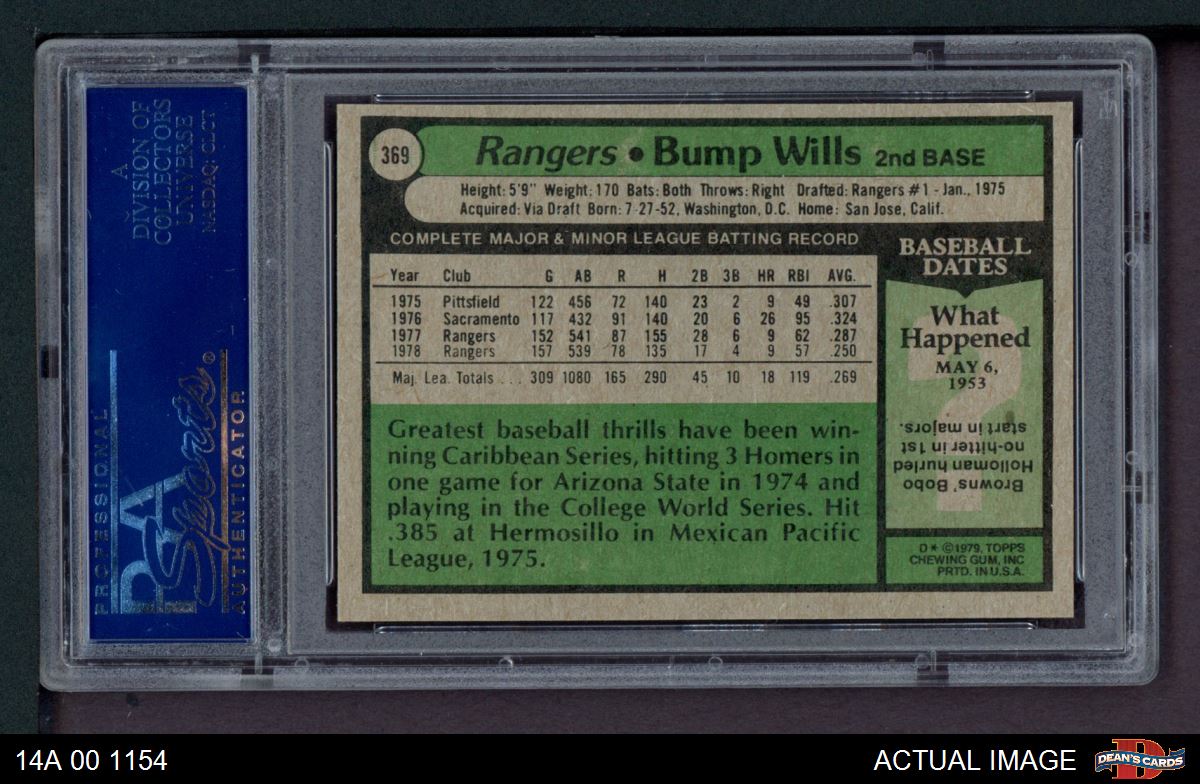 A
DIVISION OF
COLLECTORS
UNIVERSE
NASDAQ: CLCT
PROFESSIONAL
PSA
Sports®
AUTHENTICATOR
369
Rangers • Bump Wills 2nd BASE
Height: 5'9" Weight: 170 Bats: Both Throws: Right Drafted: Rangers #1 - Jan., 1975
Acquired: Via Draft Born: 7-27-52, Washington, D.C. Home: San Jose, Calif.
COMPLETE MAJOR & MINOR LEAGUE BATTING RECORD
Year Club G AB R H 2B 3B HR RBI AVG.
1975 Pittsfield 122 456 72 140 23 2 9 49 .307
1976 Sacramento 117 432 91 140 20 6 26 95 .324
1977 Rangers 152 541 87 155 28 6 9 62 .287
1978 Rangers 157 539 78 135 17 4 9 57 .250
Maj. Lea. Totals . . . 309 1080 165 290 45 10 18 119 .269
Greatest baseball thrills have been win-
ning Caribbean Series, hitting 3 Homers in
one game for Arizona State in 1974 and
playing in the College World Series. Hit
.385 at Hermosillo in Mexican Pacific
League, 1975.
BASEBALL
DATES
What
Happened
MAY 6,
1953
?
Browns' Bobo
Holloman hurled
no-hitter in 1st
start in majors.
D* ©1979, TOPPS
CHEWING GUM, INC
PRTD. IN U.S.A.
14A 00 1154
ACTUAL IMAGE
D
DEAN'S CARDS